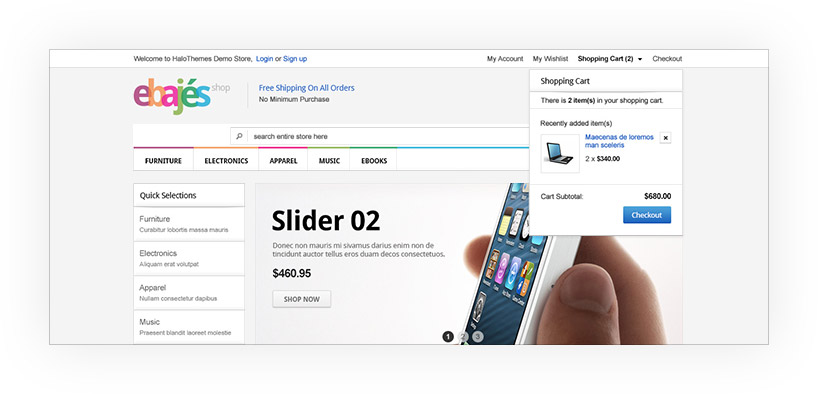 Welcome to HaloThemes Demo Store, Login or Sign up
My Account My Wishlist Shopping Cart (2) Checkout
ebajés shop
Free Shipping On All Orders
No Minimum Purchase
search entire store here
FURNITURE ELECTRONICS APPAREL MUSIC EBOOKS
Shopping Cart
There is 2 item(s) in your shopping cart.
Recently added item(s)
Maecenas de loremos
man sceleris
2 x $340.00
Cart Subtotal: $680.00
Checkout
Quick Selections
Furniture
Curabitur lobortis massa mauris
Electronics
Aliquam erat volutpat
Apparel
Nullam consectetur dapibus
Music
Praesent blandit laoreet molestie
Slider 02
Donec non mauris mi sivamus darius enim non de
tincidunt auctor tellus eros duam decos consectetuos.
$460.95
SHOP NOW
1 2 3